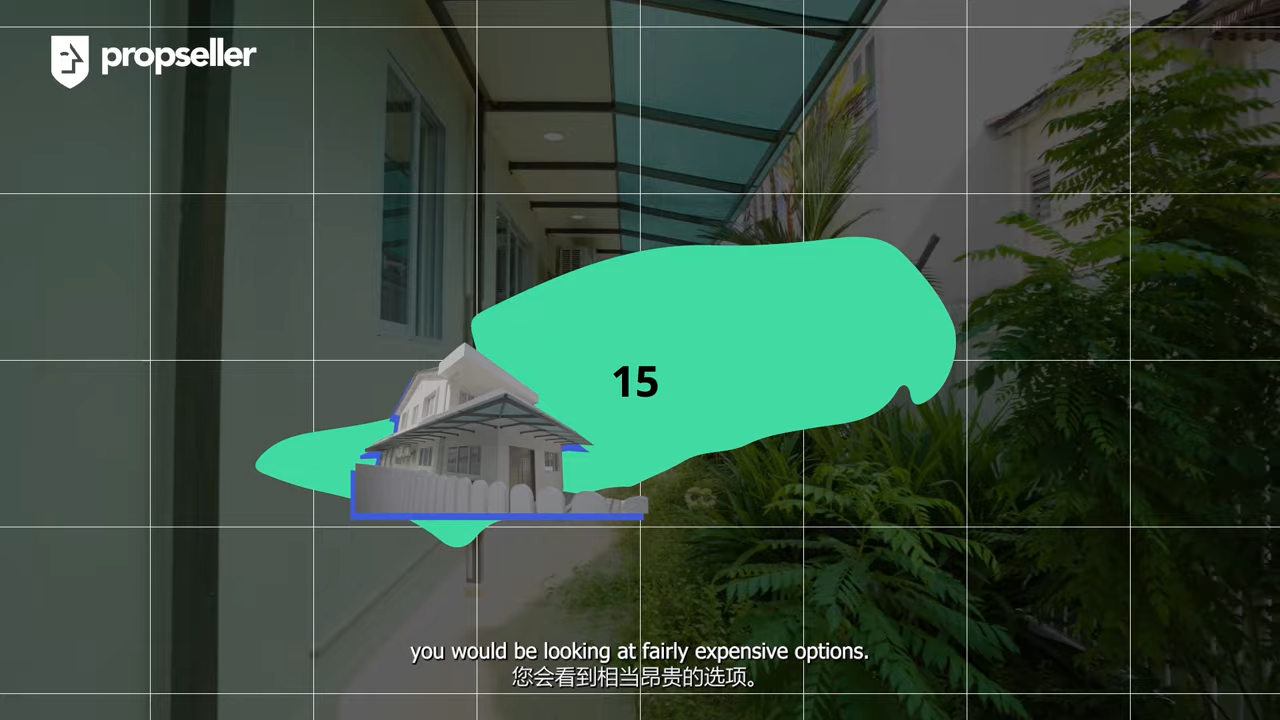 propseller
15
you would be looking at fairly expensive options.
您会看到相当昂贵的选项。